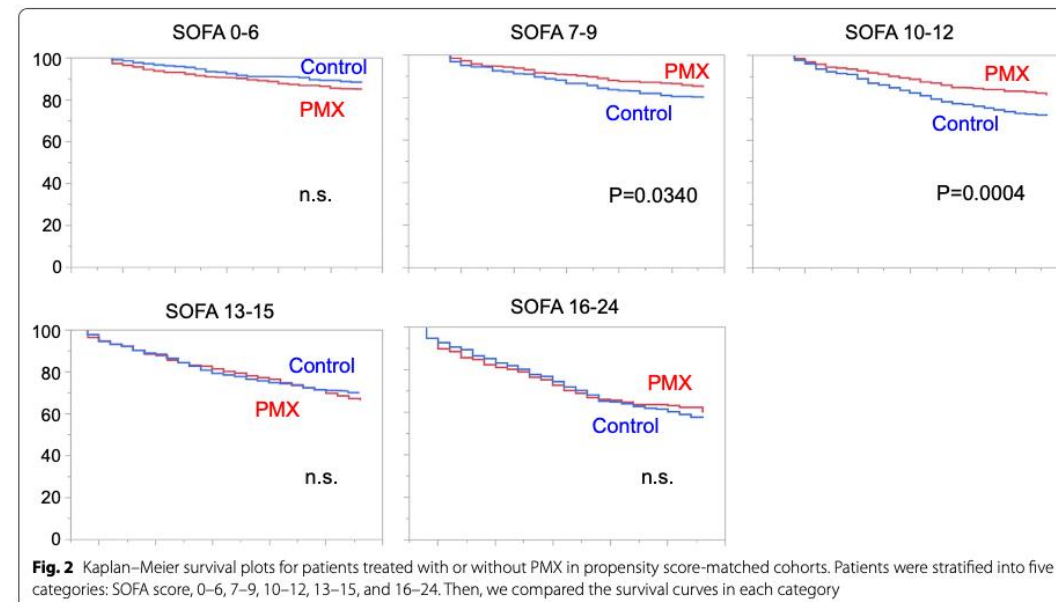 SOFA 0-6
SOFA 7-9
SOFA 10-12
100
80
60
40
20
0
Control
PMX
n.s.
PMX
Control
P=0.0340
PMX
Control
P=0.0004
SOFA 13-15
SOFA 16-24
100
80
60
40
20
0
Control
PMX
n.s.
PMX
Control
n.s.
Fig. 2 Kaplan–Meier survival plots for patients treated with or without PMX in propensity score-matched cohorts. Patients were stratified into five
categories: SOFA score, 0–6, 7–9, 10–12, 13–15, and 16–24. Then, we compared the survival curves in each category